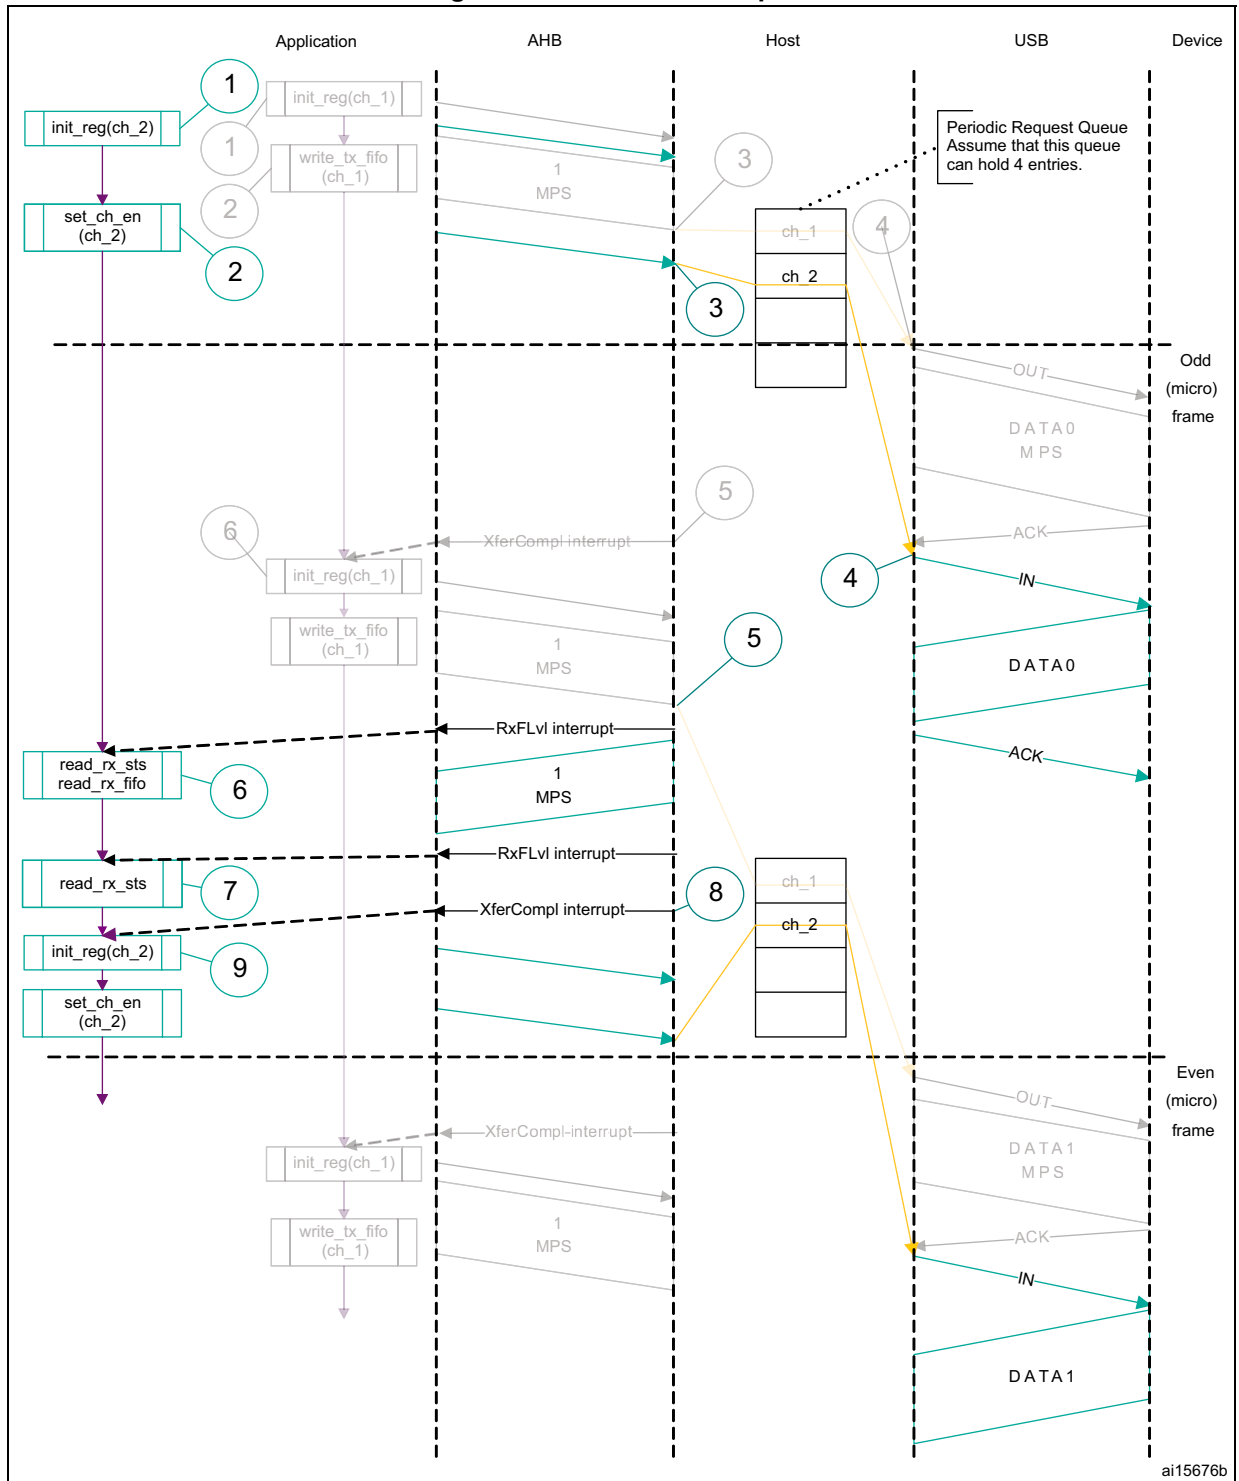 Application
AHB
Host
USB
Device
1
init_reg(ch_2)
init_reg(ch_1)
1
write_tx_fifo
(ch_1)
2
set_ch_en
(ch_2)
2
1
MPS
3
3
4
Periodic Request Queue
Assume that this queue
can hold 4 entries.
ch_1
ch_2
Odd
(micro)
frame
OUT
DATA0
MPS
ACK
5
6
XferCompl interrupt
init_reg(ch_1)
write_tx_fifo
(ch_1)
1
MPS
4
IN
5
DATA0
RxFLvl interrupt
ACK
read_rx_sts
read_rx_fifo
6
1
MPS
RxFLvl interrupt
read_rx_sts
7
XferCompl interrupt
8
ch_1
ch_2
init_reg(ch_2)
9
set_ch_en
(ch_2)
Even
(micro)
frame
OUT
XferCompl-interrupt
init_reg(ch_1)
DATA1
MPS
write_tx_fifo
(ch_1)
1
MPS
ACK
IN
DATA1
ai15676b